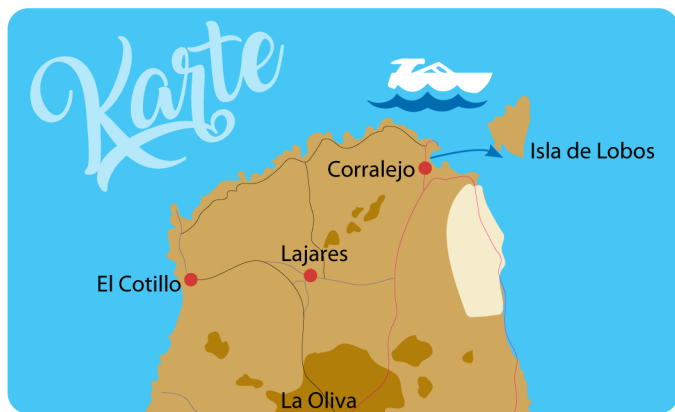 Karte
Isla de Lobos
Corralejo
Lajares
El Cotillo
La Oliva